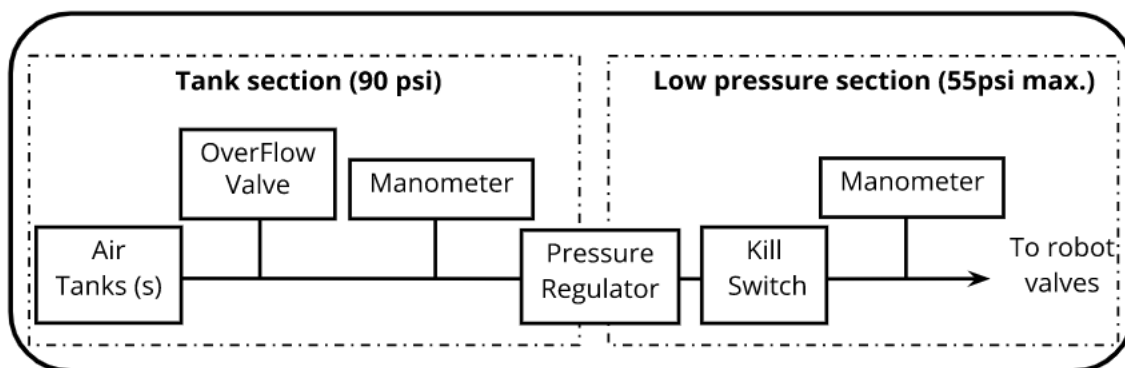 Tank section (90 psi)
Low pressure section (55psi max.)
OverFlow
Valve
Manometer
Manometer
Air
Tanks (s)
Pressure
Regulator
Kill
Switch
To robot
valves